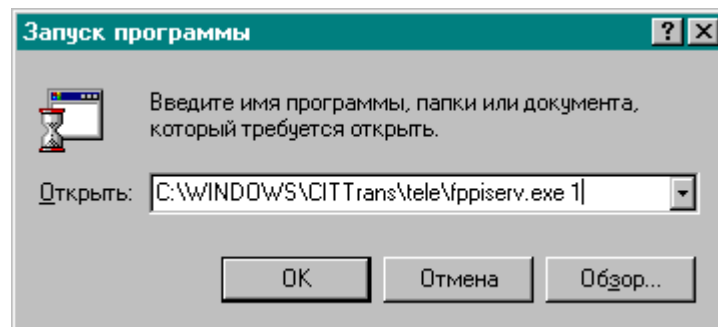 Запуск программы
Введите имя программы, папки или документа,
который требуется открыть.
Открыть: C:\WINDOWS\CITTrans\tele\fppiserv.exe 1
OK Отмена Обзор...